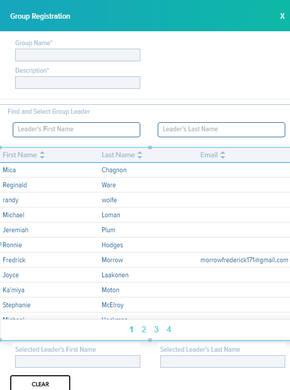 Group Registration X
Group Name*
Description*
Find and Select Group Leader
Leader's First Name Leader's Last Name
First Name Last Name Email
Mica Chagnon
Reginald Ware
randy wolfe
Michael Loman
Jeremiah Plum
Ronnie Hodges
Fredrick Morrow morrowfrederick171@gmail.com
Joyce Laakonen
Ka'miya Moton
Stephanie McElroy
1 2 3 4
Selected Leader's First Name Selected Leader's Last Name
CLEAR